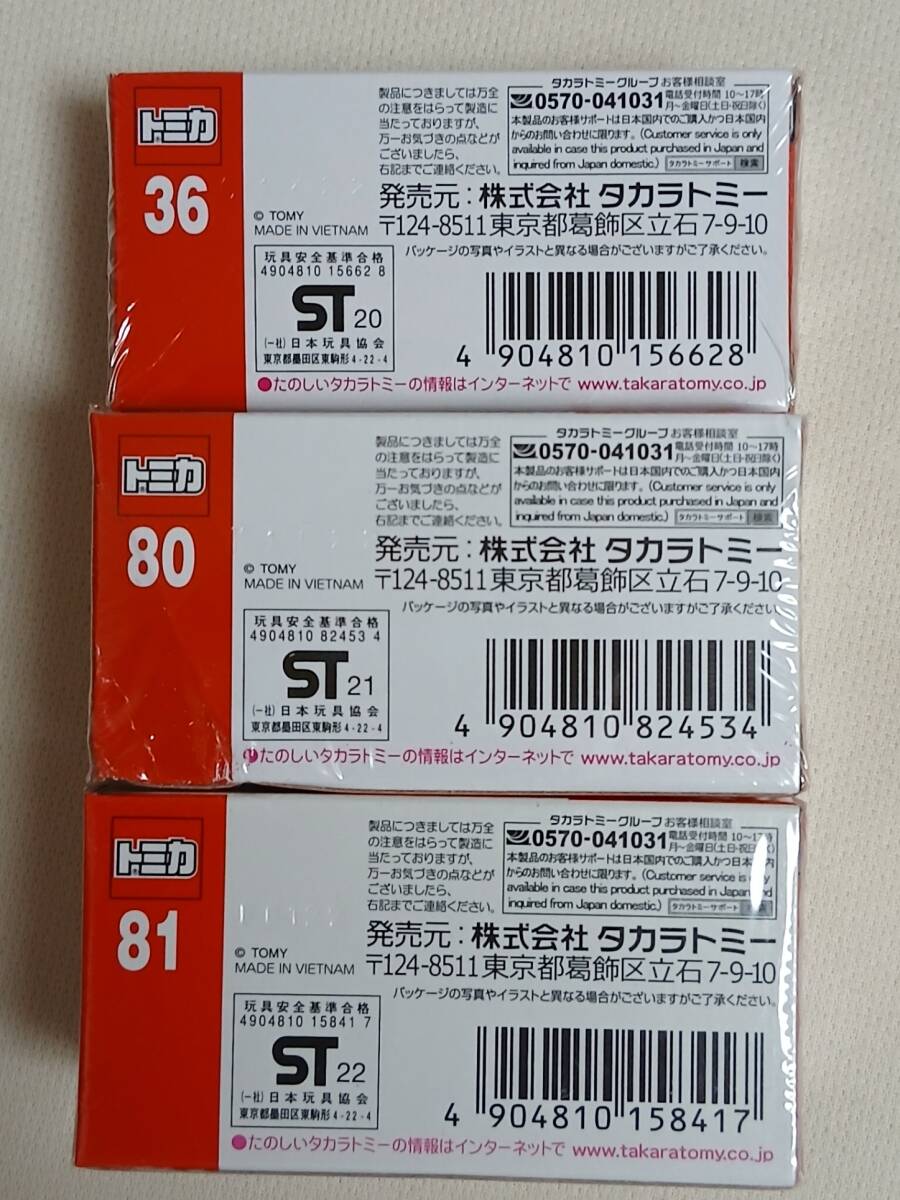 トミカ
36
製品につきましては万全
の注意をはらって製造に
当たっておりますが、
万一お気づきの点などが
ございましたら、
右記までご連絡ください。
タカラトミーグループ お客様相談室
0570-041031 電話受付時間 10～17時
月～金曜日(土・日・祝日除く)
本製品のお客様サポートは日本国内でのご購入かつ日本国内
からのお問い合わせに限ります。(Customer service is only
available in case this product purchased in Japan and
inquired from Japan domestic.) タカラトミーサポート 検索
発売元：株式会社 タカラトミー
〒124-8511 東京都葛飾区立石7-9-10
© TOMY
MADE IN VIETNAM
パッケージの写真やイラストと異なる場合がございますがご了承ください。
玩具安全基準合格
4904810 15662 8
ST 20
(一社)日本玩具協会
東京都墨田区東駒形4-22-4
4 904810 156628
●たのしいタカラトミーの情報はインターネットで www.takaratomy.co.jp
トミカ
80
製品につきましては万全
の注意をはらって製造に
当たっておりますが、
万一お気づきの点などが
ございましたら、
右記までご連絡ください。
タカラトミーグループ お客様相談室
0570-041031 電話受付時間 10～17時
月～金曜日(土・日・祝日除く)
本製品のお客様サポートは日本国内でのご購入かつ日本国内
からのお問い合わせに限ります。(Customer service is only
available in case this product purchased in Japan and
inquired from Japan domestic.) タカラトミーサポート 検索
発売元：株式会社 タカラトミー
〒124-8511 東京都葛飾区立石7-9-10
© TOMY
MADE IN VIETNAM
パッケージの写真やイラストと異なる場合がございますがご了承ください。
玩具安全基準合格
4904810 82453 4
ST 21
(一社)日本玩具協会
東京都墨田区東駒形4-22-4
4 904810 824534
●たのしいタカラトミーの情報はインターネットで www.takaratomy.co.jp
トミカ
81
製品につきましては万全
の注意をはらって製造に
当たっておりますが、
万一お気づきの点などが
ございましたら、
右記までご連絡ください。
タカラトミーグループ お客様相談室
0570-041031 電話受付時間 10～17時
月～金曜日(土・日・祝日除く)
本製品のお客様サポートは日本国内でのご購入かつ日本国内
からのお問い合わせに限ります。(Customer service is only
available in case this product purchased in Japan and
inquired from Japan domestic.) タカラトミーサポート 検索
発売元：株式会社 タカラトミー
〒124-8511 東京都葛飾区立石7-9-10
© TOMY
MADE IN VIETNAM
パッケージの写真やイラストと異なる場合がございますがご了承ください。
玩具安全基準合格
4904810 15841 7
ST 22
(一社)日本玩具協会
東京都墨田区東駒形4-22-4
4 904810 158417
●たのしいタカラトミーの情報はインターネットで www.takaratomy.co.jp